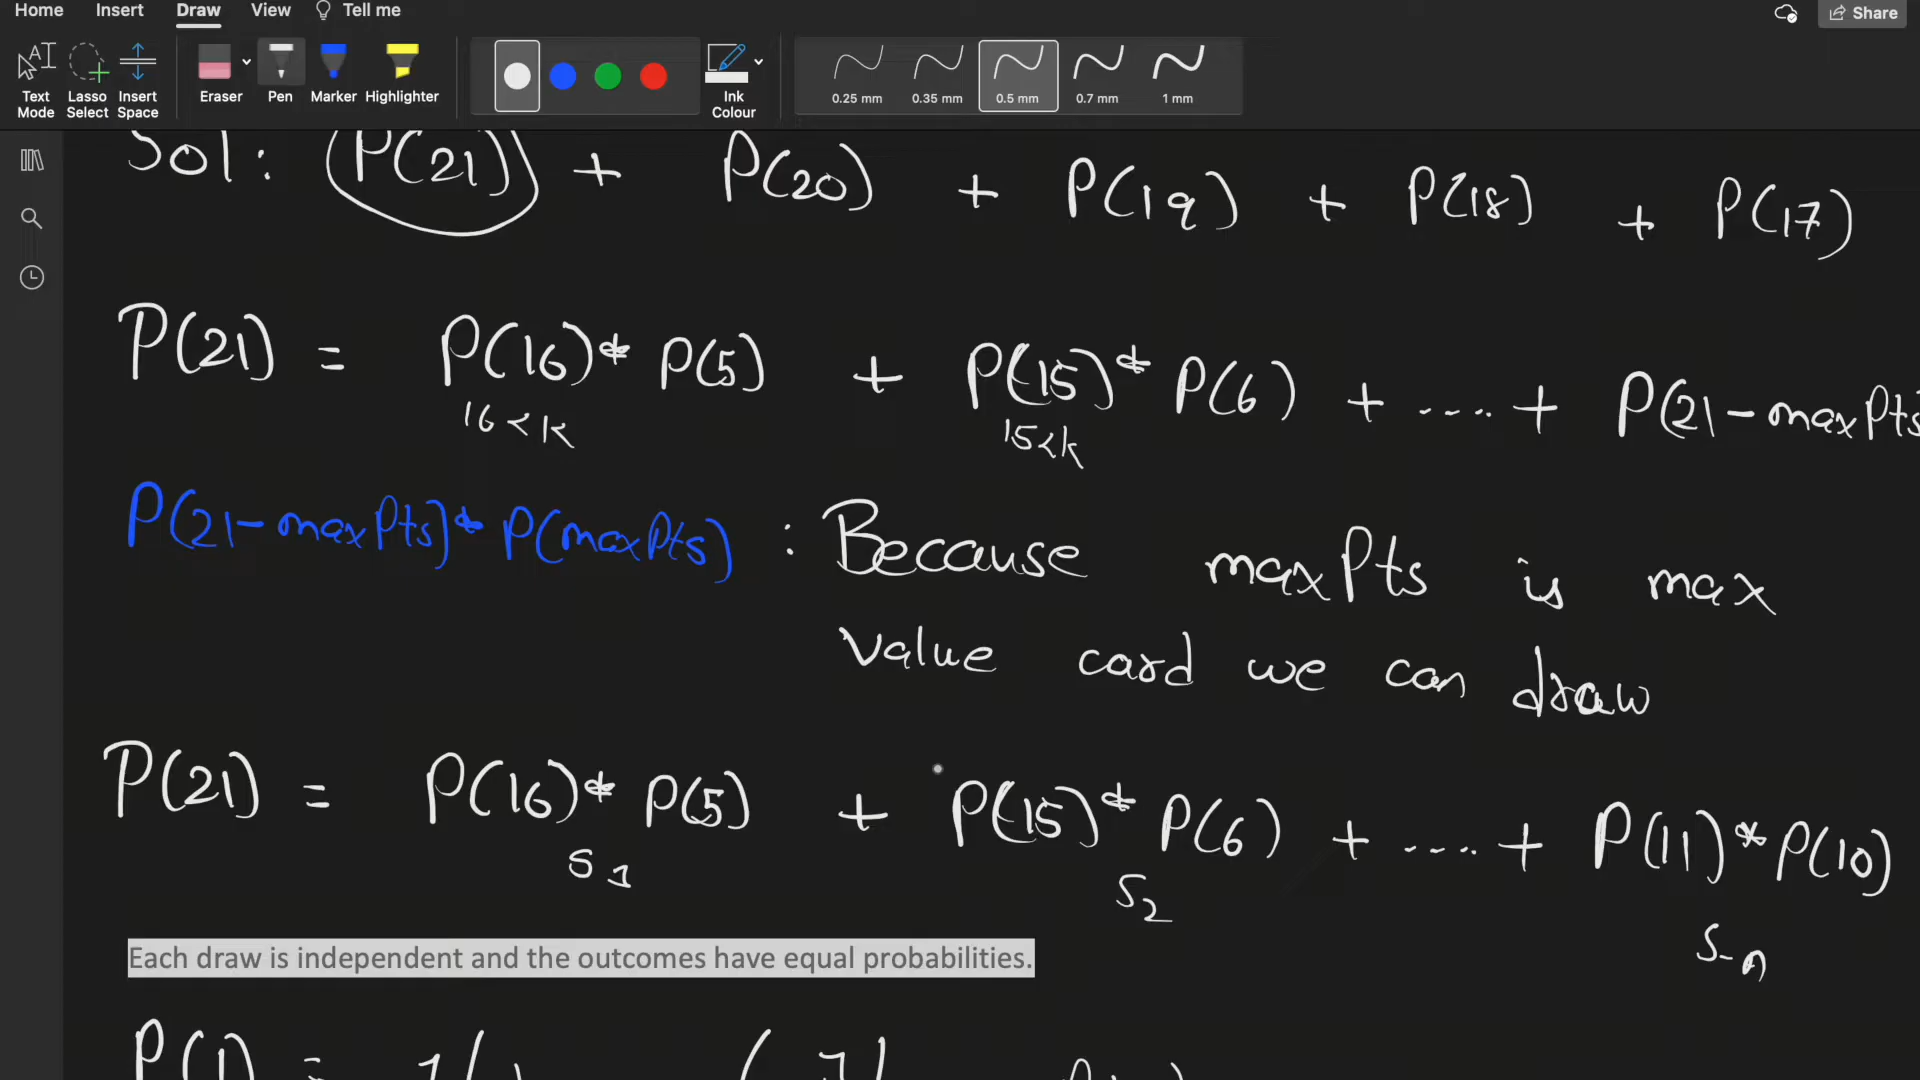 Home Insert Draw View Tell me Share
Text Mode Lasso Select Insert Space Eraser Pen Marker Highlighter Ink Colour 0.25 mm 0.35 mm 0.5 mm 0.7 mm 1 mm
Sol: (P(21)) + P(20) + P(19) + P(18) + P(17)
P(21) = P(16)* P(5) + P(15)* P(6) + .... + P(21-maxPts
16<k 15<k
P(21-maxPts)* P(maxPts) : Because maxPts is max
value card we can draw
P(21) = P(16)* P(5) + P(15)* P(6) + .... + P(11)* P(10)
S1 S2 S-n
Each draw is independent and the outcomes have equal probabilities.
P(1) = 1/